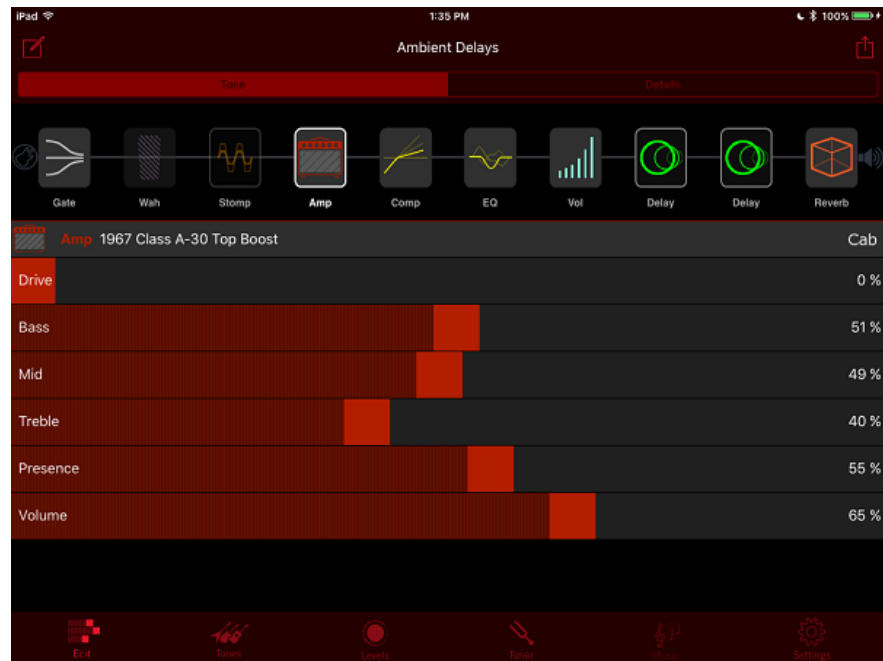 iPad 1:35 PM 100%
Ambient Delays
Tone Details
Gate Wah Stomp Amp Comp EQ Vol Delay Delay Reverb
Amp 1967 Class A-30 Top Boost Cab
Drive 0 %
Bass 51 %
Mid 49 %
Treble 40 %
Presence 55 %
Volume 65 %
Edit Tones Levels Tuner Music Settings